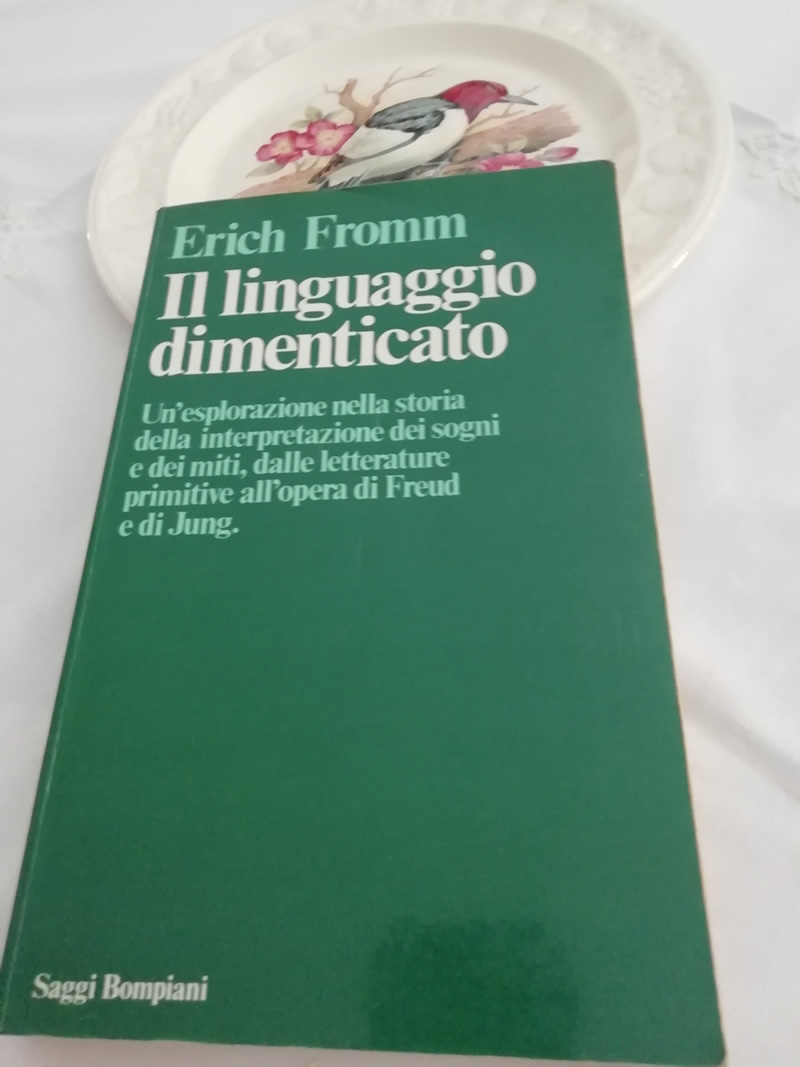 Erich Fromm
Il linguaggio
dimenticato
Un'esplorazione nella storia
della interpretazione dei sogni
e dei miti, dalle letterature
primitive all'opera di Freud
e di Jung.
Saggi Bompiani